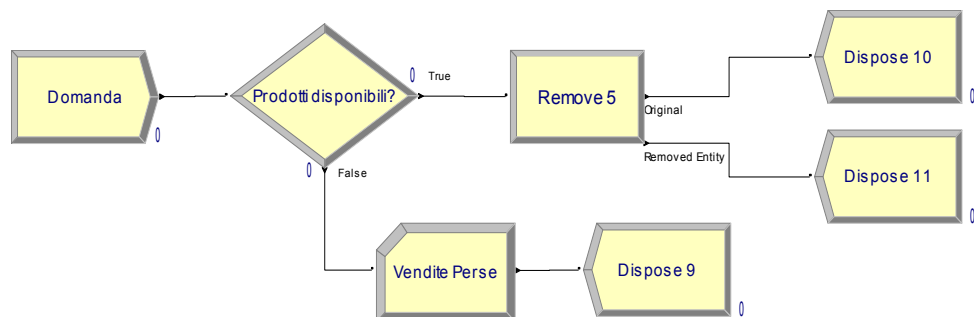 Domanda
0
Prodotti disponibili?
0
True
0
False
Remove 5
Original
Removed Entity
Dispose 10
0
Dispose 11
0
Vendite Perse
Dispose 9
0